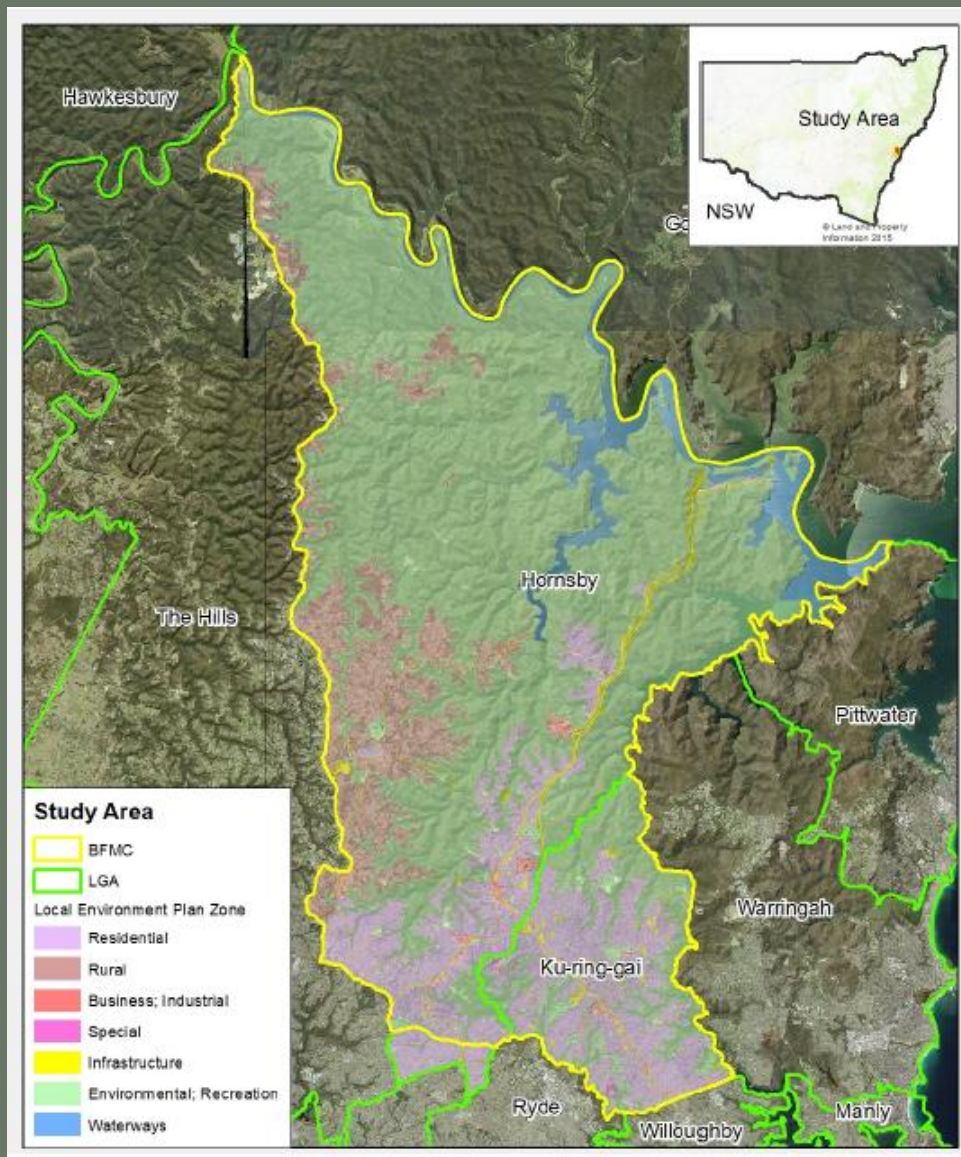 Hawkesbury
Study Area
NSW
© Land and Property
Information 2015
Hornsby
The Hills
Pittwater
Warringah
Ku-ring-gai
Ryde
Willoughby
Manly
Study Area
BFMC
LGA
Local Environment Plan Zone
Residential
Rural
Business; Industrial
Special
Infrastructure
Environmental; Recreation
Waterways